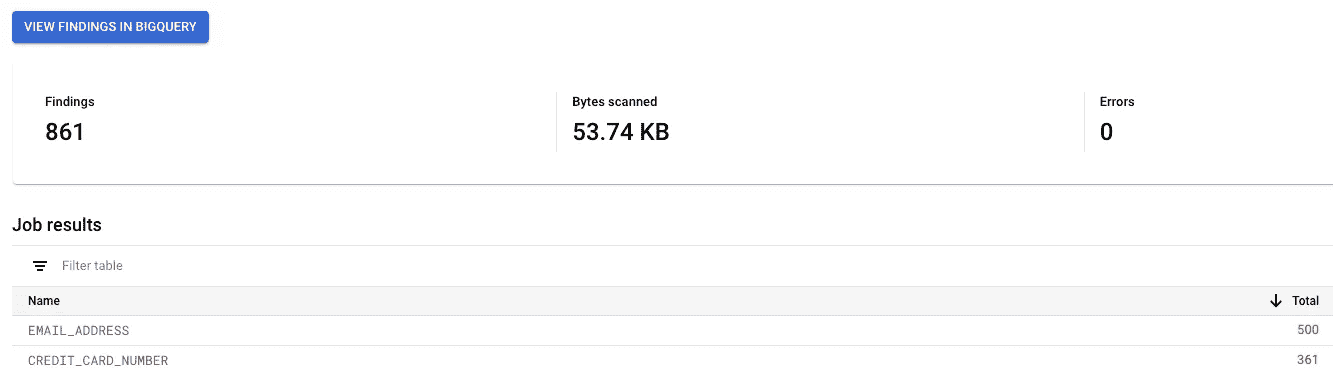 VIEW FINDINGS IN BIGQUERY
Findings Bytes scanned Errors
861 53.74 KB 0
Job results
Filter table
Name Total
EMAIL_ADDRESS 500
CREDIT_CARD_NUMBER 361